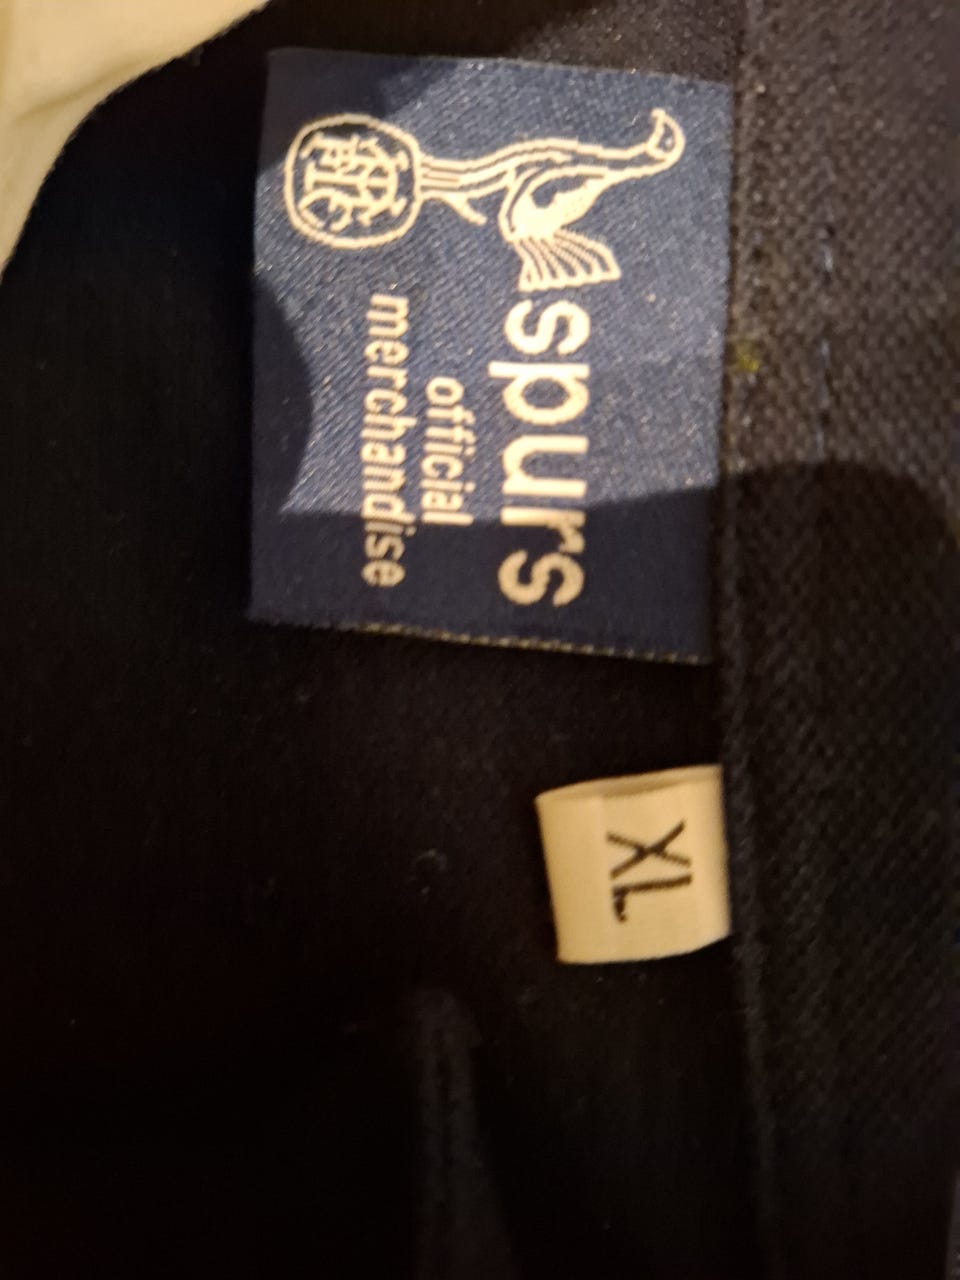 spurs
official
merchandise
XL